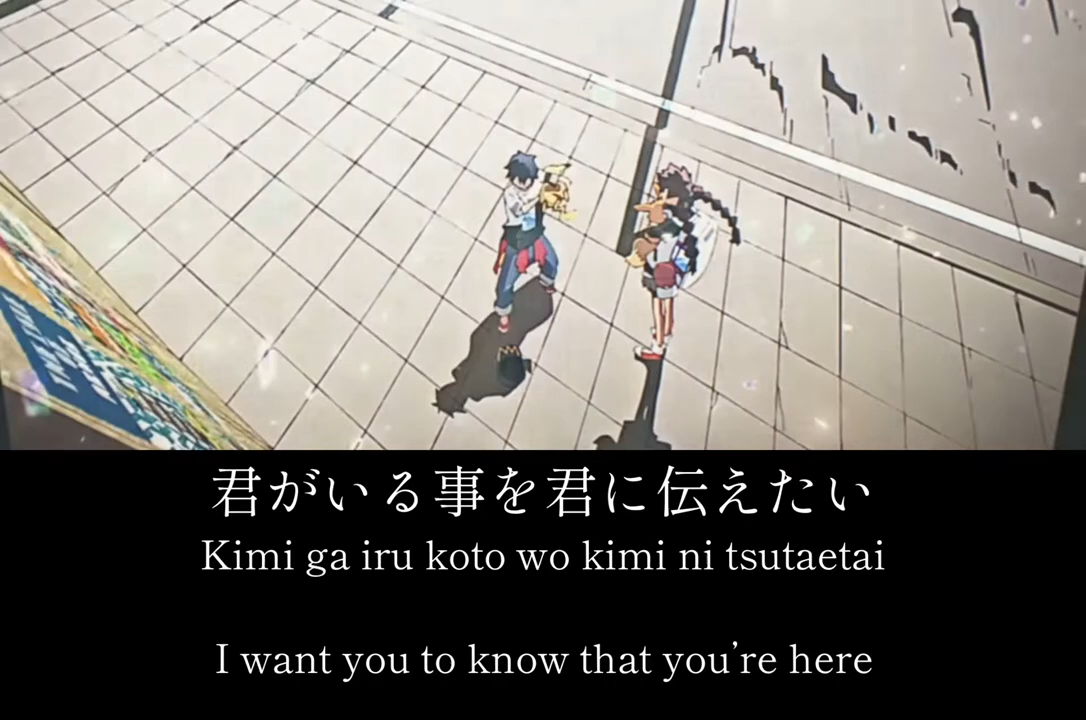 君がいる事を君に伝えたい
Kimi ga iru koto wo kimi ni tsutaetai
I want you to know that you're here